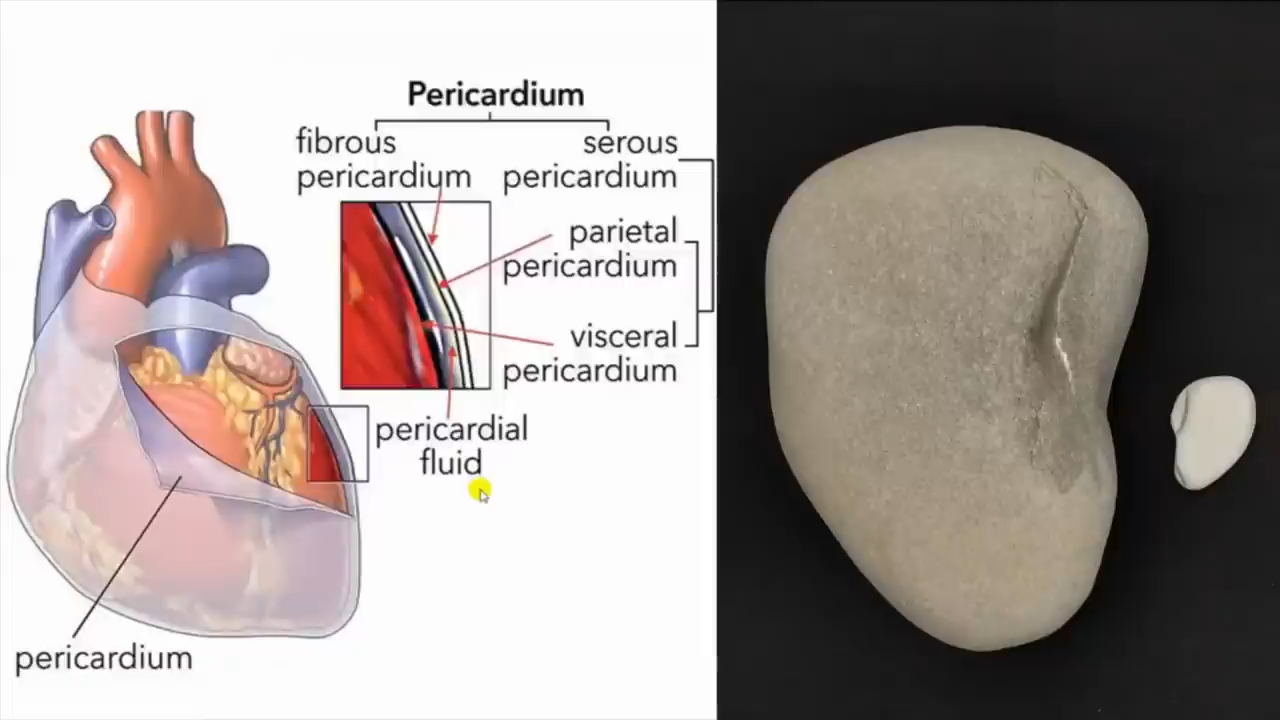 Pericardium
fibrous
pericardium
serous
pericardium
parietal
pericardium
visceral
pericardium
pericardial
fluid
pericardium